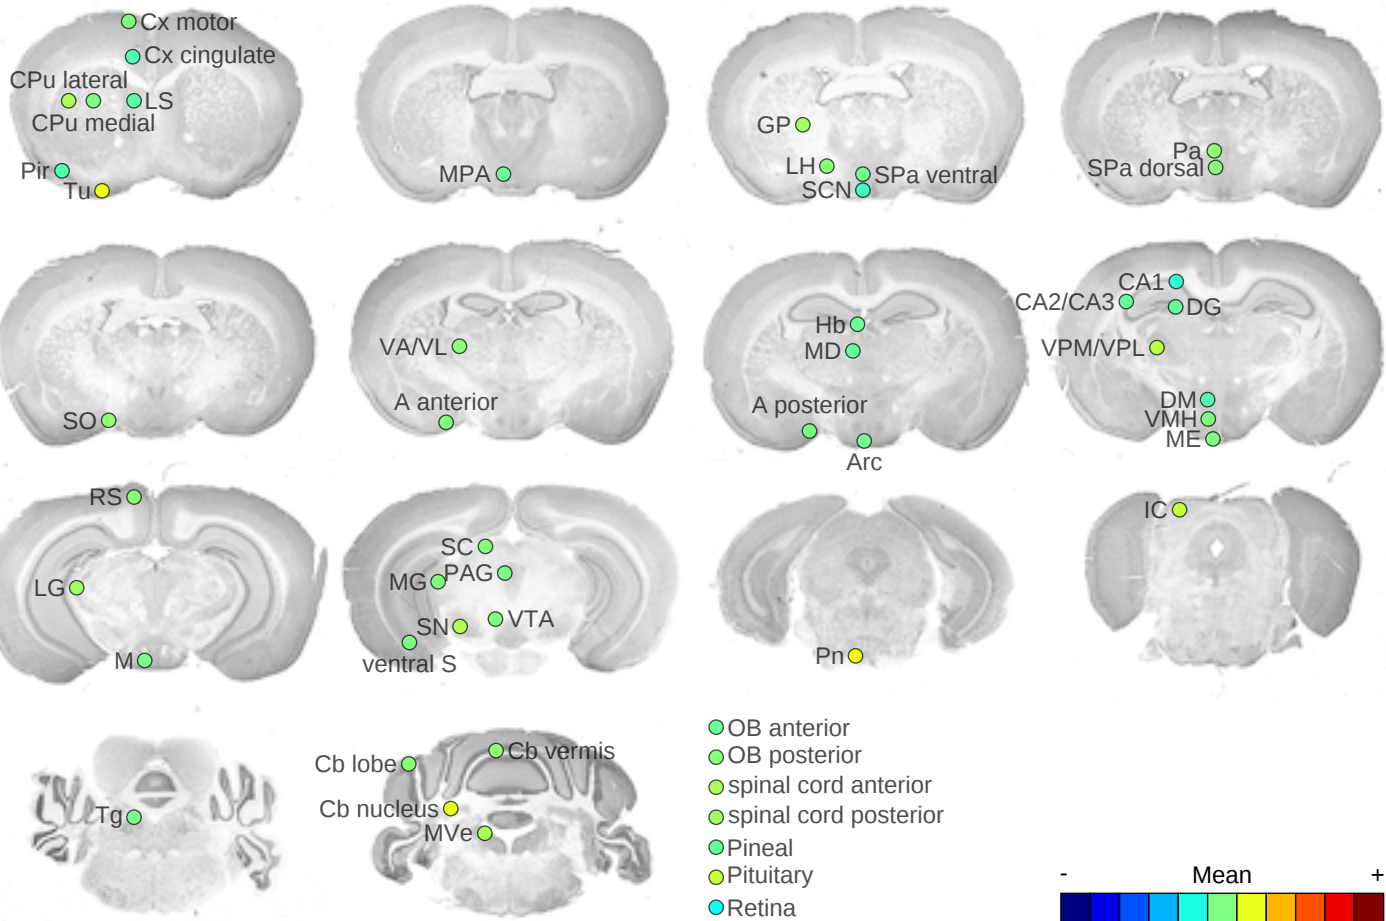 Cx motor
Cx cingulate
CPu lateral
LS
CPu medial
Pir
Tu
MPA
GP
LH
SPa ventral
SCN
Pa
SPa dorsal
SO
VA/VL
A anterior
Hb
MD
A posterior
Arc
CA1
CA2/CA3
DG
VPM/VPL
DM
VMH
ME
RS
LG
M
SC
MG
PAG
SN
VTA
ventral S
Pn
IC
Tg
Cb lobe
Cb vermis
Cb nucleus
MVe
OB anterior
OB posterior
spinal cord anterior
spinal cord posterior
Pineal
Pituitary
Retina
- Mean +